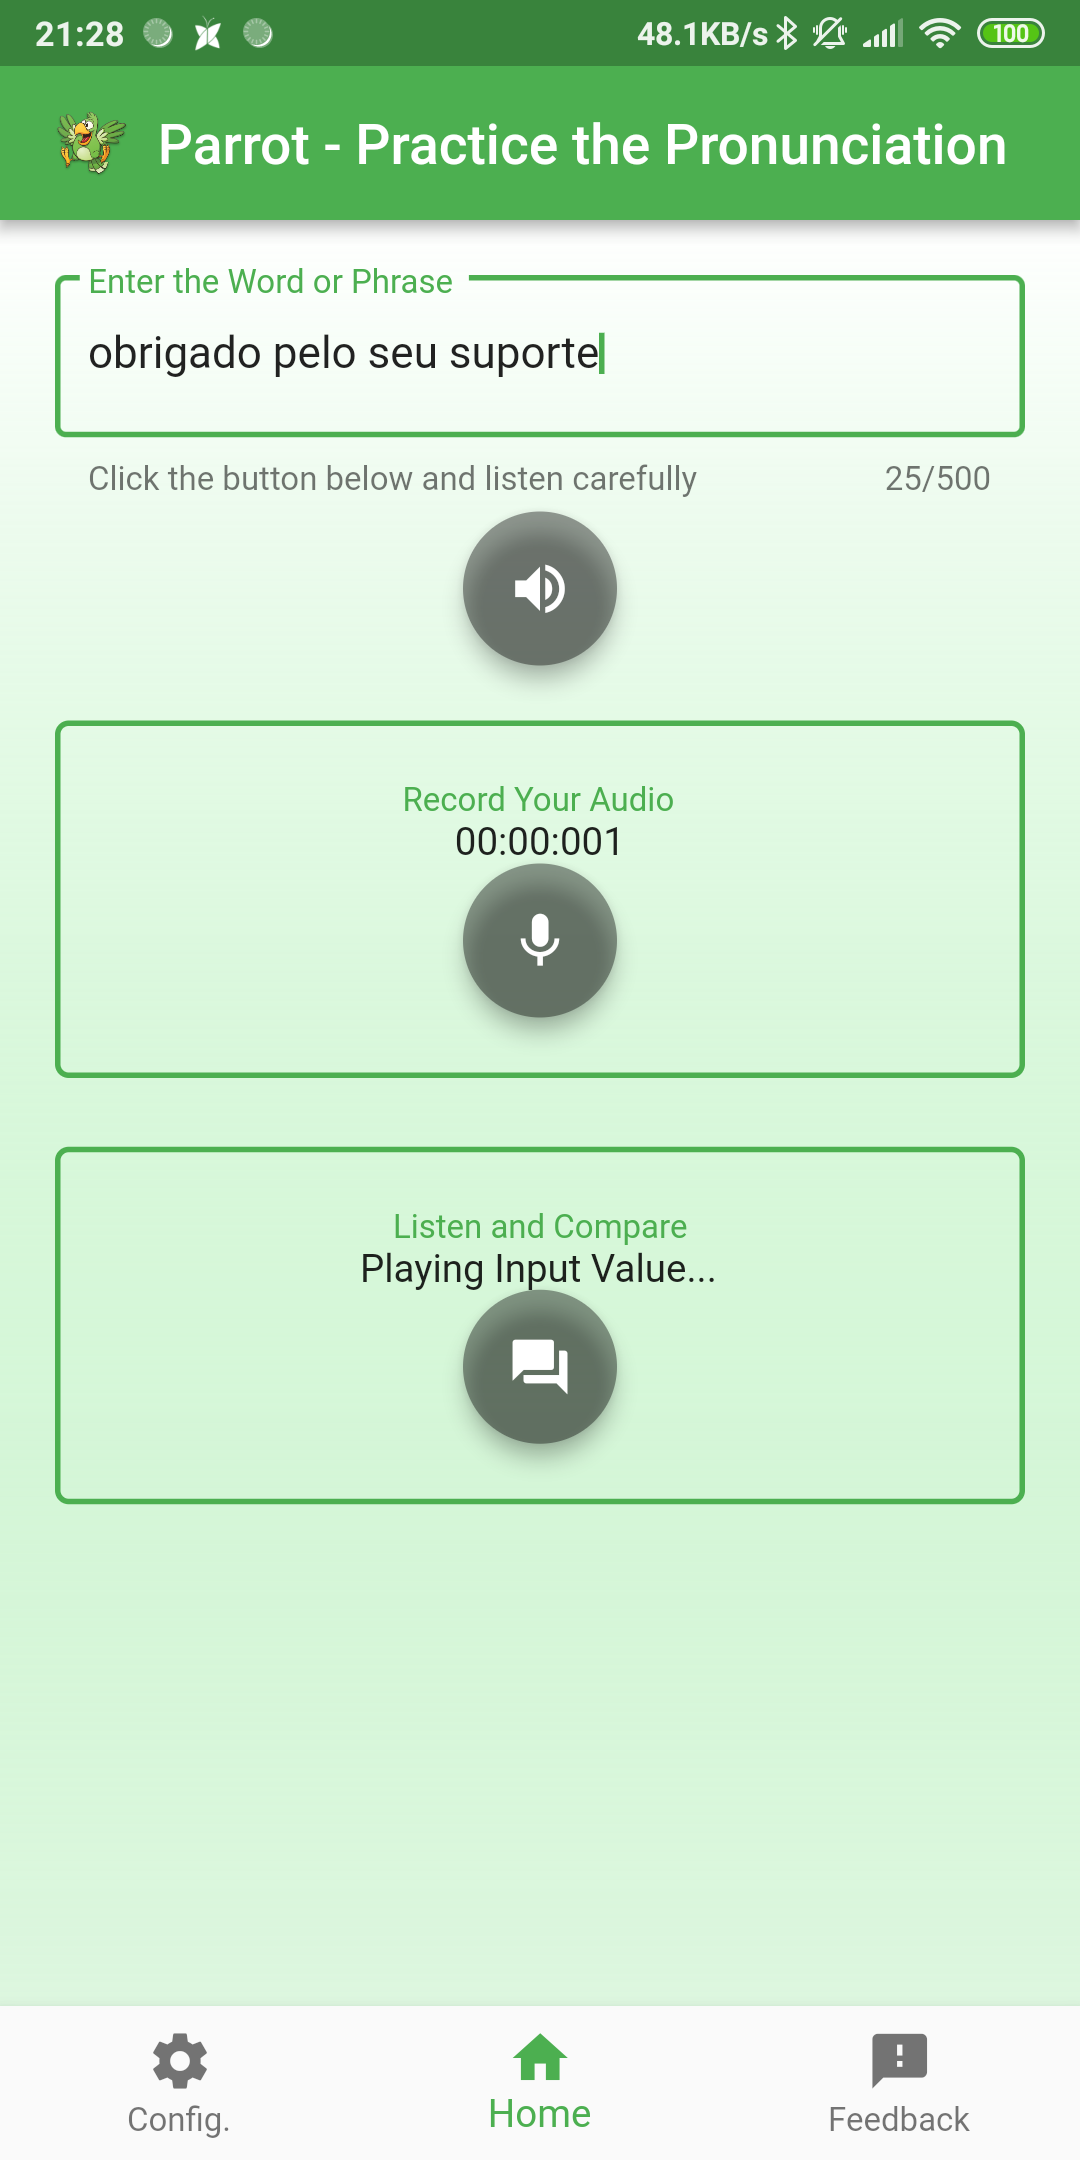 21:28
48.1KB/s
100
Parrot - Practice the Pronunciation
Enter the Word or Phrase
obrigado pelo seu suporte
Click the button below and listen carefully 25/500
Record Your Audio
00:00:001
Listen and Compare
Playing Input Value...
Config.
Home
Feedback